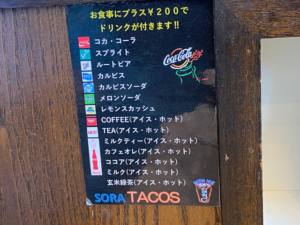 お食事にプラス¥200で
ドリンクが付きます!!
コカ・コーラ
スプライト
ルートビア
カルピス
カルピスソーダ
メロンソーダ
レモンスカッシュ
COFFEE(アイス・ホット)
TEA(アイス・ホット)
ミルクティー(アイス・ホット)
カフェオレ(アイス・ホット)
ココア(アイス・ホット)
ミルク(アイス・ホット)
玄米緑茶(アイス・ホット)
Coca-Cola
SORA TACOS